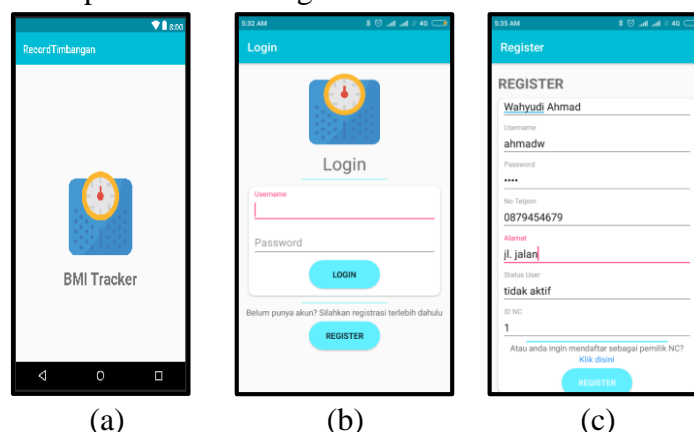 8:00
RecordTimbangan
BMI Tracker
(a)
5:32 AM
4G
Login
Login
Username
Password
LOGIN
Belum punya akun? Silahkan registrasi terlebih dahulu
REGISTER
(b)
5:35 AM
4G
Register
REGISTER
Wahyudi Ahmad
Username
ahmadw
Password
••••
No Telpon
0879454679
Alamat
jl. jalan
Status User
tidak aktif
ID NC
1
Atau anda ingin mendaftar sebagai pemilik NC?
Klik disini
REGISTER
(c)